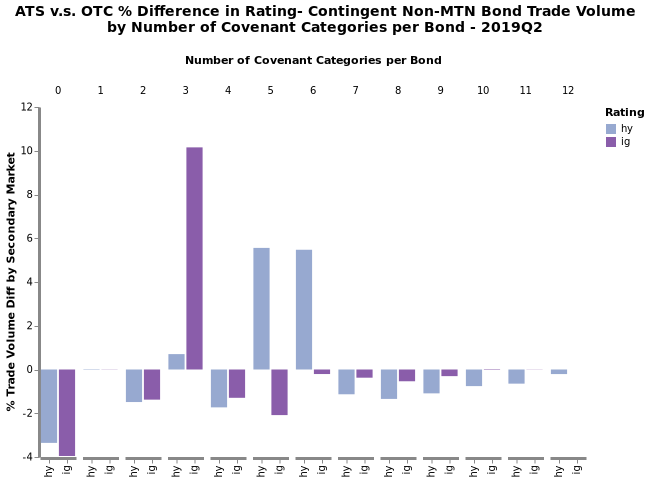 ATS v.s. OTC % Difference in Rating- Contingent Non-MTN Bond Trade Volume
by Number of Covenant Categories per Bond - 2019Q2
Number of Covenant Categories per Bond
0 1 2 3 4 5 6 7 8 9 10 11 12
Rating
hy
ig
% Trade Volume Diff by Secondary Market
12
10
8
6
4
2
0
-2
-4
hy ig hy ig hy ig hy ig hy ig hy ig hy ig hy ig hy ig hy ig hy ig hy ig hy ig